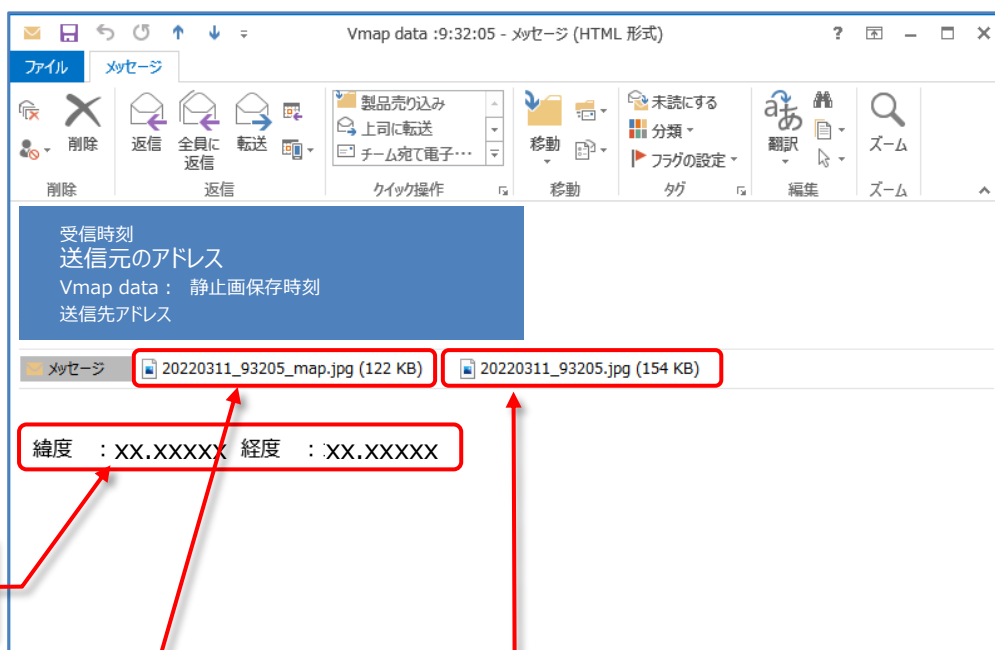 Vmap data :9:32:05 - メッセージ (HTML 形式)
ファイル メッセージ
削除
返信
全員に
返信
転送
製品売り込み
上司に転送
チーム宛て電子…
移動
未読にする
分類
フラグの設定
翻訳
ズーム
削除 返信 クイック操作 移動 タグ 編集 ズーム
受信時刻
送信元のアドレス
Vmap data : 静止画保存時刻
送信先アドレス
メッセージ 20220311_93205_map.jpg (122 KB) 20220311_93205.jpg (154 KB)
緯度 : XX.XXXXX 経度 : XX.XXXXX